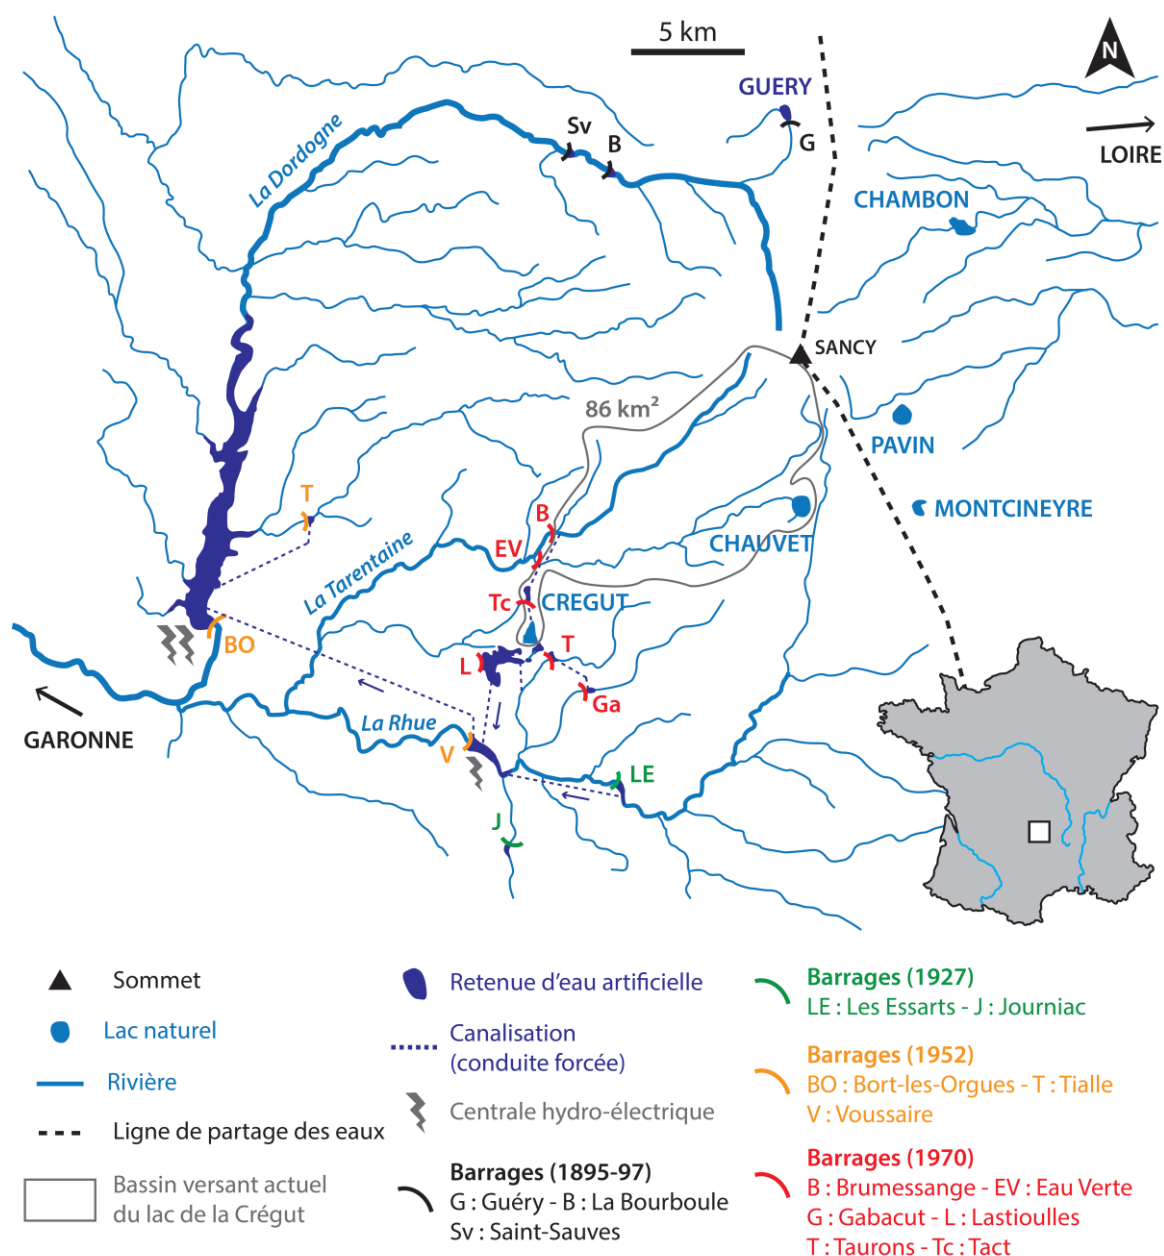 5 km
N
GUERY
Sv
B
G
LOIRE
La Dordogne
CHAMBON
SANCY
86 km²
PAVIN
T
B
MONTCINEYRE
EV
CHAUVET
La Tarentaine
Tc
CREGUT
BO
L
T
Ga
GARONNE
La Rhue
V
LE
J
Sommet
Lac naturel
Rivière
Ligne de partage des eaux
Bassin versant actuel
du lac de la Crégut
Retenue d'eau artificielle
Canalisation
(conduite forcée)
Centrale hydro-électrique
Barrages (1895-97)
G : Guéry - B : La Bourboule
Sv : Saint-Sauves
Barrages (1927)
LE : Les Essarts - J : Journiac
Barrages (1952)
BO : Bort-les-Orgues - T : Tialle
V : Voussaire
Barrages (1970)
B : Brumessange - EV : Eau Verte
G : Gabacut - L : Lastioulles
T : Taurons - Tc : Tact